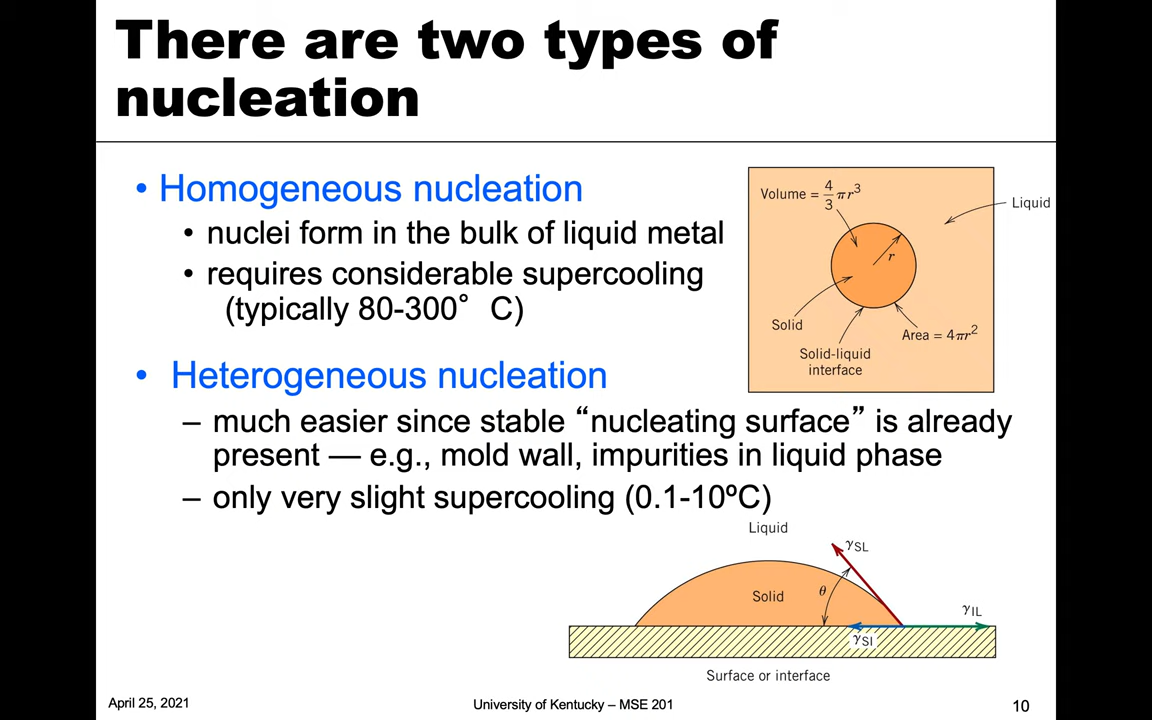 There are two types of
nucleation
• Homogeneous nucleation
• nuclei form in the bulk of liquid metal
• requires considerable supercooling
(typically 80-300° C)
Volume = 4/3 πr³
Liquid
r
Solid
Area = 4πr²
Solid-liquid
interface
• Heterogeneous nucleation
– much easier since stable “nucleating surface” is already
present — e.g., mold wall, impurities in liquid phase
– only very slight supercooling (0.1-10ºC)
Liquid
γSL
θ
Solid
γIL
γSI
Surface or interface
April 25, 2021
University of Kentucky – MSE 201
10